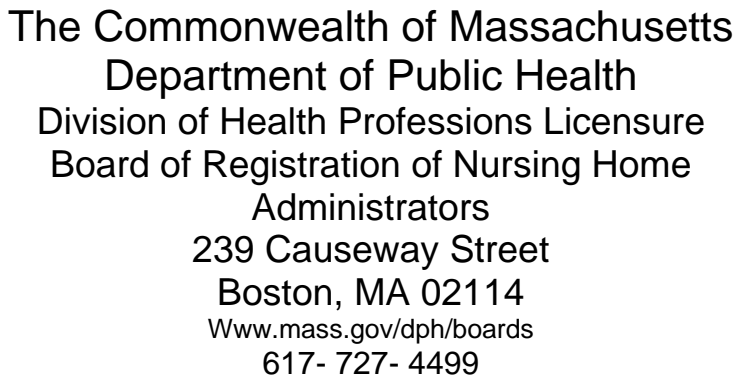 The Commonwealth of Massachusetts
Department of Public Health
Division of Health Professions Licensure
Board of Registration of Nursing Home
Administrators
239 Causeway Street
Boston, MA 02114
Www.mass.gov/dph/boards
617- 727- 4499